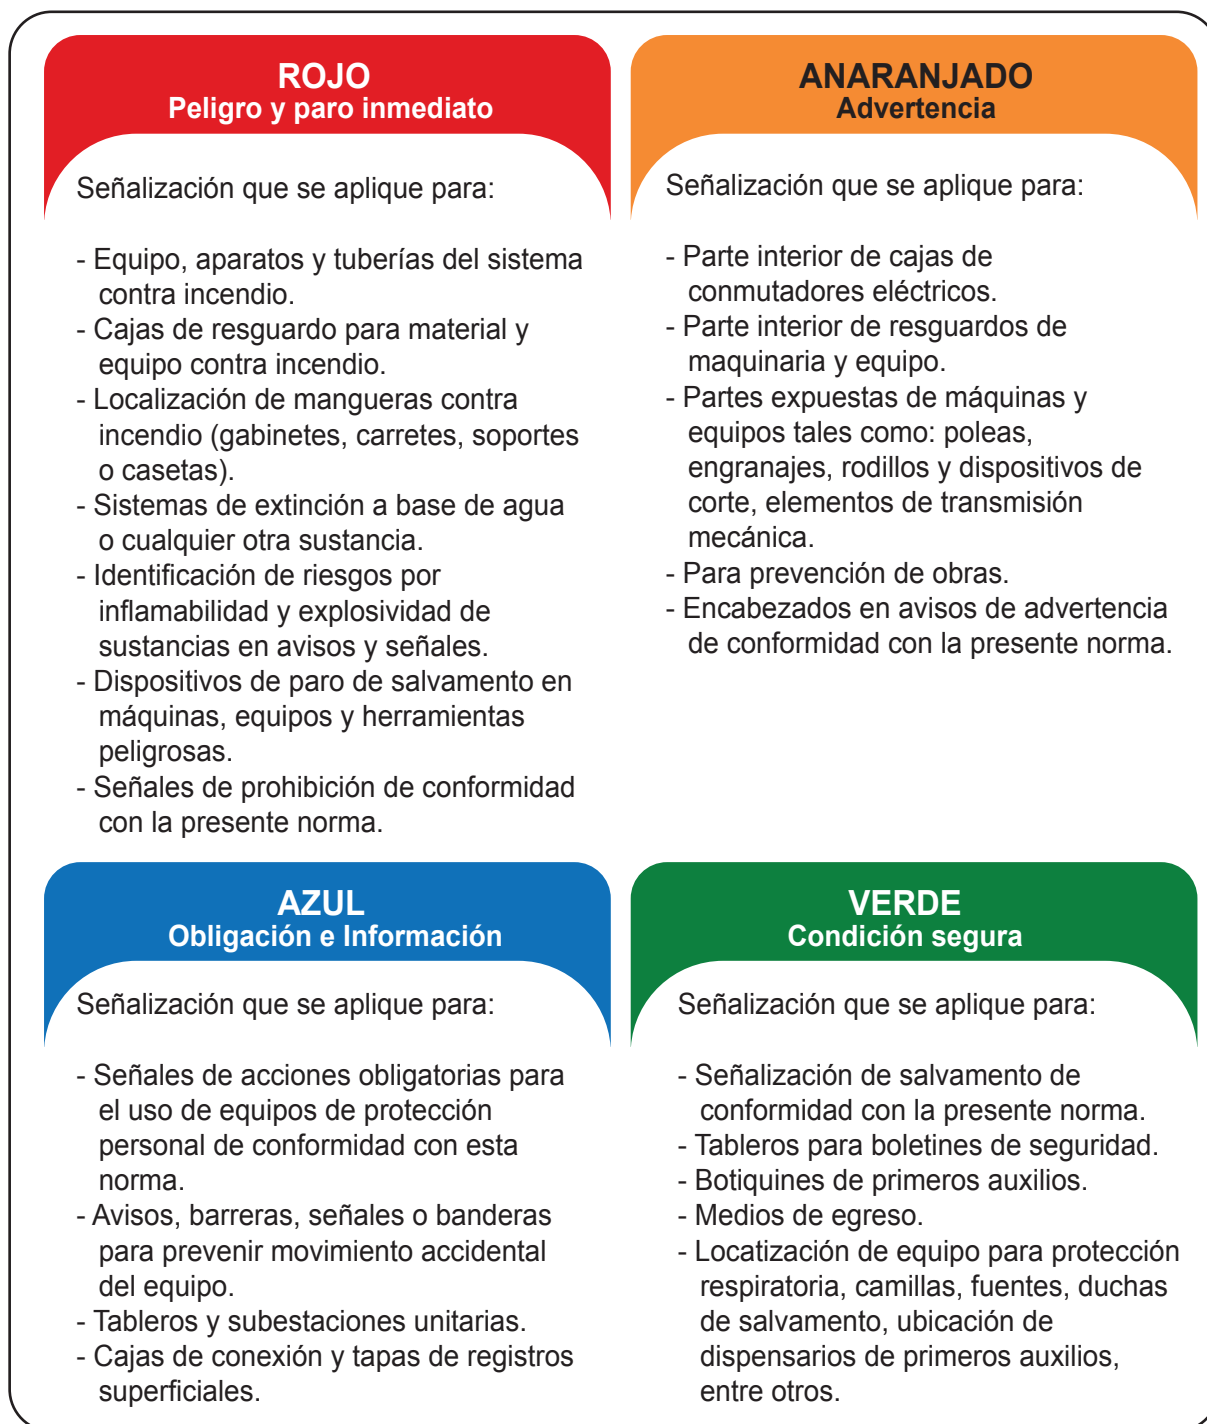 ROJO
Peligro y paro inmediato
Señalización que se aplique para:
- Equipo, aparatos y tuberías del sistema
contra incendio.
- Cajas de resguardo para material y
equipo contra incendio.
- Localización de mangueras contra
incendio (gabinetes, carretes, soportes
o casetas).
- Sistemas de extinción a base de agua
o cualquier otra sustancia.
- Identificación de riesgos por
inflamabilidad y explosividad de
sustancias en avisos y señales.
- Dispositivos de paro de salvamento en
máquinas, equipos y herramientas
peligrosas.
- Señales de prohibición de conformidad
con la presente norma.
ANARANJADO
Advertencia
Señalización que se aplique para:
- Parte interior de cajas de
conmutadores eléctricos.
- Parte interior de resguardos de
maquinaria y equipo.
- Partes expuestas de máquinas y
equipos tales como: poleas,
engranajes, rodillos y dispositivos de
corte, elementos de transmisión
mecánica.
- Para prevención de obras.
- Encabezados en avisos de advertencia
de conformidad con la presente norma.
AZUL
Obligación e Información
Señalización que se aplique para:
- Señales de acciones obligatorias para
el uso de equipos de protección
personal de conformidad con esta
norma.
- Avisos, barreras, señales o banderas
para prevenir movimiento accidental
del equipo.
- Tableros y subestaciones unitarias.
- Cajas de conexión y tapas de registros
superficiales.
VERDE
Condición segura
Señalización que se aplique para:
- Señalización de salvamento de
conformidad con la presente norma.
- Tableros para boletines de seguridad.
- Botiquines de primeros auxilios.
- Medios de egreso.
- Locatización de equipo para protección
respiratoria, camillas, fuentes, duchas
de salvamento, ubicación de
dispensarios de primeros auxilios,
entre otros.